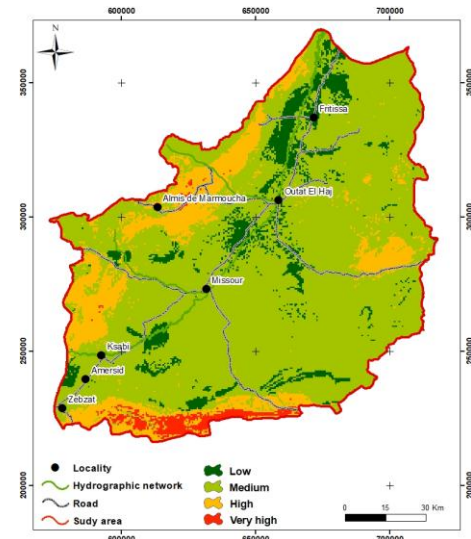 600000 650000 700000
N
350000 350000
Fritissa
Almis de Marmoucha
Outat El Haj
300000 300000
Missour
Ksabi
250000 250000
Amersid
Zebzat
Locality
Hydrographic network
Road
Sudy area
Low
Medium
High
Very high
200000 200000
0 15 30 Km
600000 650000 700000